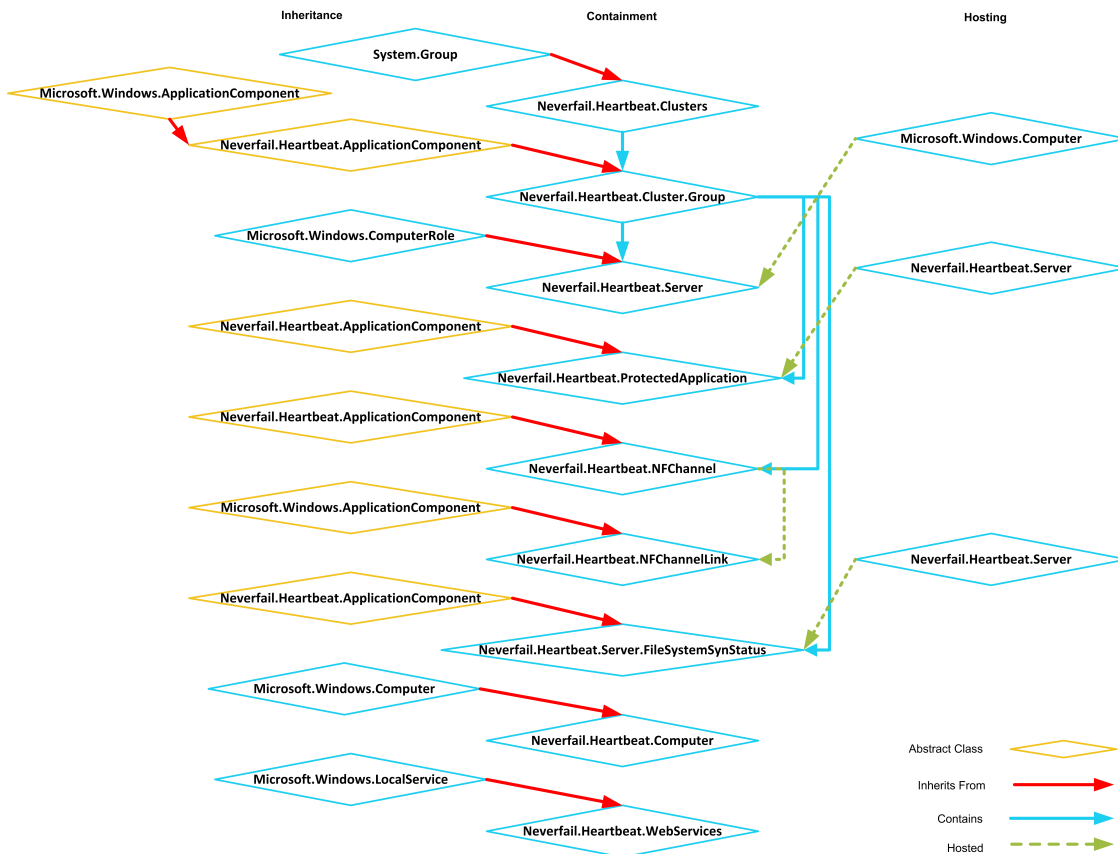 Inheritance
Containment
Hosting
System.Group
Microsoft.Windows.ApplicationComponent
Neverfail.Heartbeat.Clusters
Neverfail.Heartbeat.ApplicationComponent
Microsoft.Windows.Computer
Neverfail.Heartbeat.Cluster.Group
Microsoft.Windows.ComputerRole
Neverfail.Heartbeat.Server
Neverfail.Heartbeat.Server
Neverfail.Heartbeat.ApplicationComponent
Neverfail.Heartbeat.ProtectedApplication
Neverfail.Heartbeat.ApplicationComponent
Neverfail.Heartbeat.NFChannel
Microsoft.Windows.ApplicationComponent
Neverfail.Heartbeat.NFChannelLink
Neverfail.Heartbeat.Server
Neverfail.Heartbeat.ApplicationComponent
Neverfail.Heartbeat.Server.FileSystemSynStatus
Microsoft.Windows.Computer
Neverfail.Heartbeat.Computer
Microsoft.Windows.LocalService
Neverfail.Heartbeat.WebServices
Abstract Class
Inherits From
Contains
Hosted